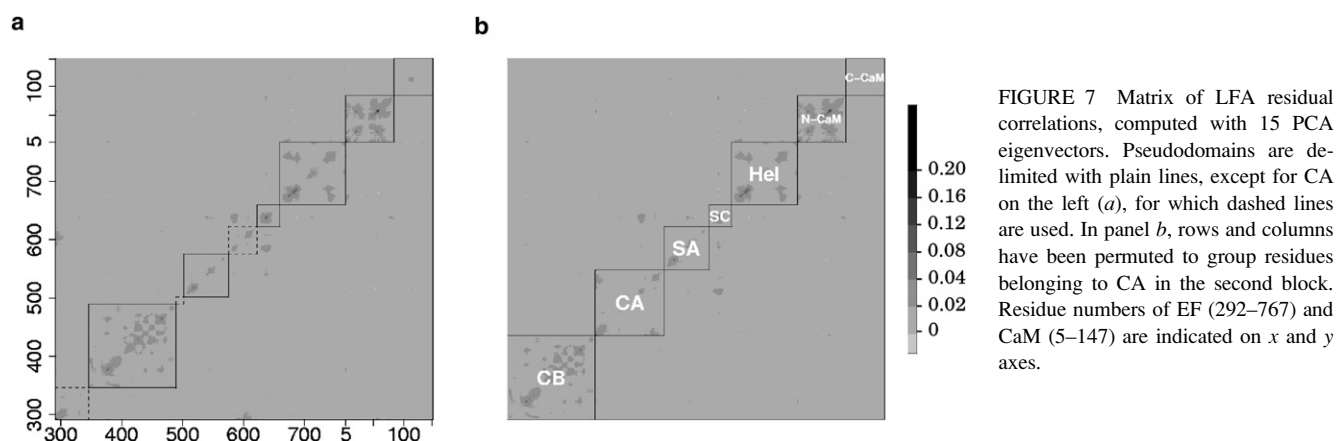 a
100
5
700
600
500
400
300
300 400 500 600 700 5 100
b
C–CaM
N–CaM
Hel
SC
SA
CA
CB
0.20
0.16
0.12
0.08
0.04
0.02
0
FIGURE 7 Matrix of LFA residual
correlations, computed with 15 PCA
eigenvectors. Pseudodomains are de-
limited with plain lines, except for CA
on the left (a), for which dashed lines
are used. In panel b, rows and columns
have been permuted to group residues
belonging to CA in the second block.
Residue numbers of EF (292–767) and
CaM (5–147) are indicated on x and y
axes.